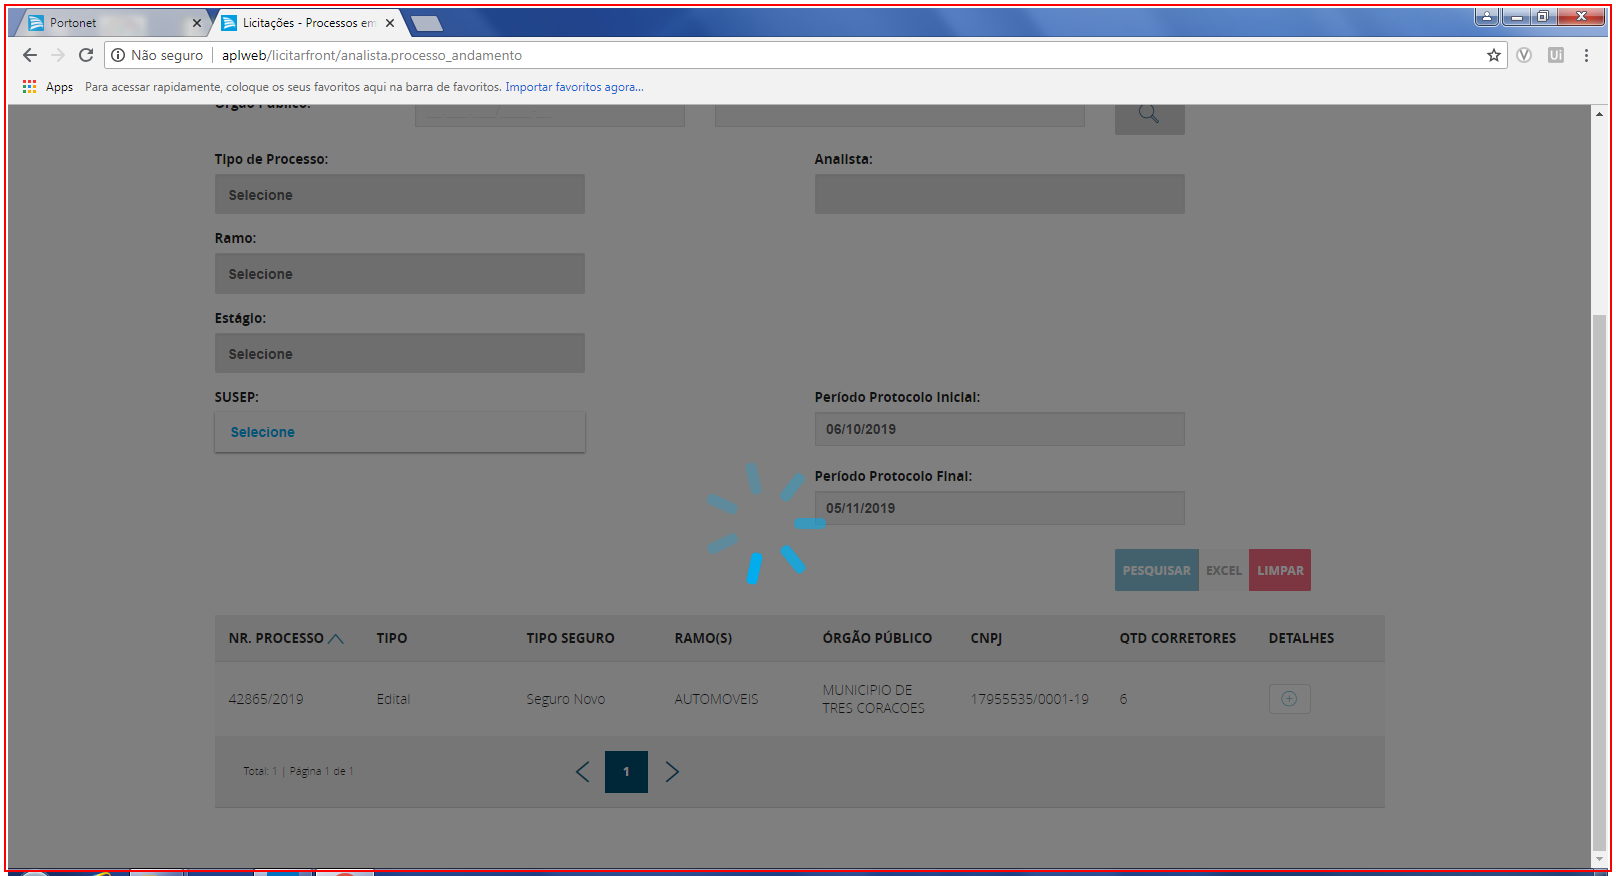 Portonet
Licitações - Processos em
Não seguro
aplweb/licitarfront/analista.processo_andamento
Apps
Para acessar rapidamente, coloque os seus favoritos aqui na barra de favoritos. Importar favoritos agora...
Órgão Público:
Tipo de Processo:
Analista:
Selecione
Ramo:
Selecione
Estágio:
Selecione
SUSEP:
Período Protocolo Inicial:
Selecione
06/10/2019
Período Protocolo Final:
05/11/2019
PESQUISAR EXCEL LIMPAR
NR. PROCESSO TIPO TIPO SEGURO RAMO(S) ÓRGÃO PÚBLICO CNPJ QTD CORRETORES DETALHES
42865/2019 Edital Seguro Novo AUTOMOVEIS MUNICIPIO DE
TRES CORACOES 17955535/0001-19 6
Total: 1 | Página 1 de 1
1